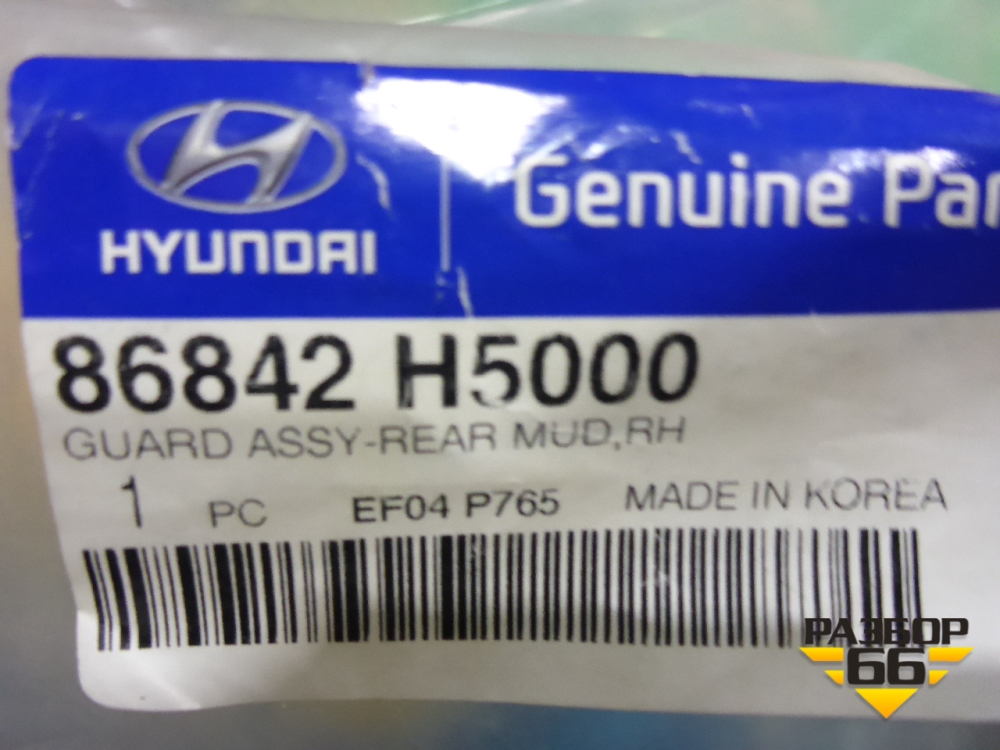 HYUNDAI
Genuine Par
86842 H5000
GUARD ASSY-REAR MUD,RH
1 PC EF04 P765 MADE IN KOREA
РАЗБОР
66